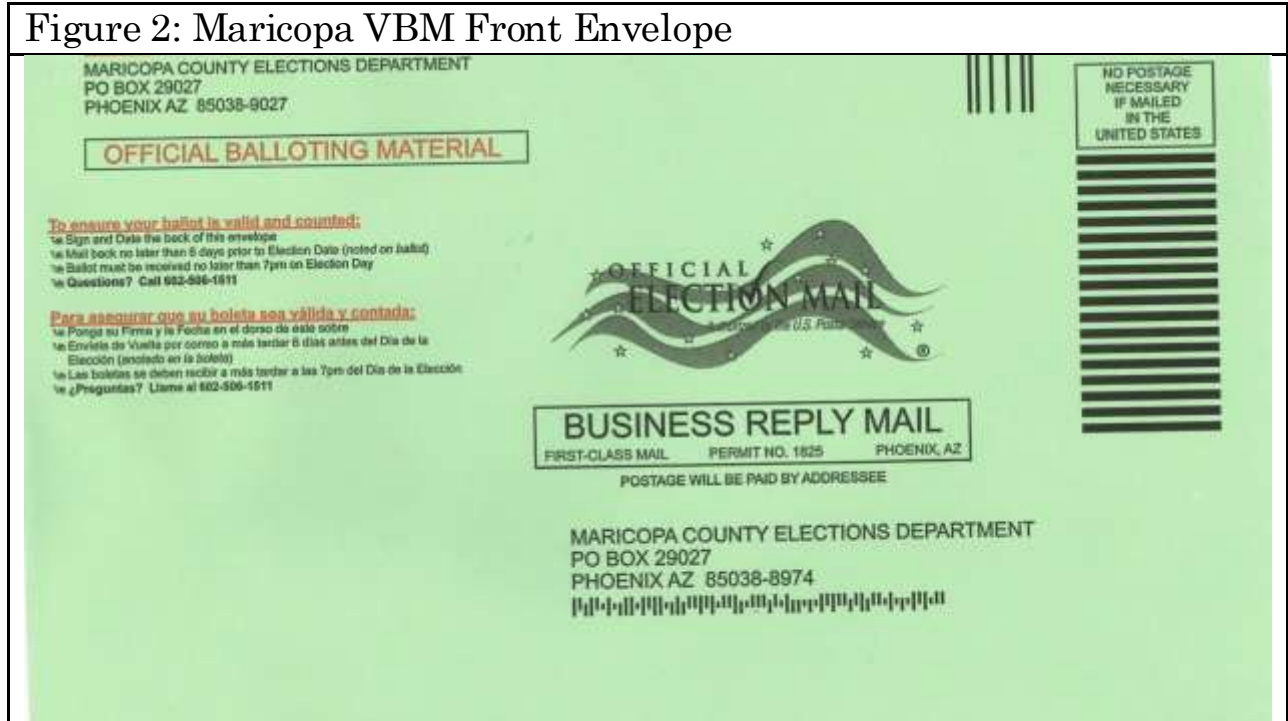 Figure 2: Maricopa VBM Front Envelope
MARICOPA COUNTY ELECTIONS DEPARTMENT
PO BOX 29027
PHOENIX AZ 85038-9027
OFFICIAL BALLOTING MATERIAL
NO POSTAGE
NECESSARY
IF MAILED
IN THE
UNITED STATES
To ensure your ballot is valid and counted:
Sign and Date the back of this envelope
Mail back no later than 6 days prior to Election Date (noted on ballot)
Ballot must be received no later than 7pm on Election Day
Questions? Call 602-506-1511
Para asegurar que su boleta sea válida y contada:
Ponga su Firma y la Fecha en el dorso de este sobre
Envíelo de Vuelta por correo a más tardar 6 días antes del Día de la
Elección (anotado en la boleta)
Las boletas se deben recibir a más tardar a las 7pm del Día de la Elección
¿Preguntas? Llame al 602-506-1511
OFFICIAL
ELECTION MAIL
Authorized by the U.S. Postal Service
®
BUSINESS REPLY MAIL
FIRST-CLASS MAIL PERMIT NO. 1825 PHOENIX, AZ
POSTAGE WILL BE PAID BY ADDRESSEE
MARICOPA COUNTY ELECTIONS DEPARTMENT
PO BOX 29027
PHOENIX AZ 85038-8974